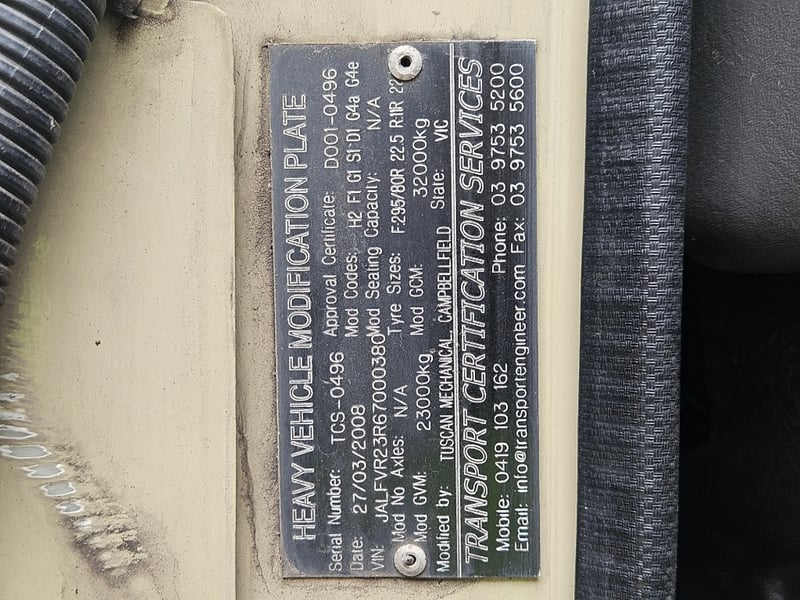 HEAVY VEHICLE MODIFICATION PLATE
Serial Number: TCS-0496 Approval Certificate: D001-0496
Date: 27/03/2008 Mod Codes: H2 F1 G1 S1 D1 G4a G4e
VIN: JALFVR23R67000380 Mod Seating Capacity: N/A
Mod No Axles: N/A Tyre Sizes: F:295/80R 22.5 R:11R 22
Mod GVM: 23000kg Mod GCM: 32000kg
Modified by: TUSCAN MECHANICAL, CAMPBELLFIELD State: VIC
TRANSPORT CERTIFICATION SERVICES
Mobile: 0419 103 162 Phone: 03 9753 5200
Email: info@transportengineer.com Fax: 03 9753 5600